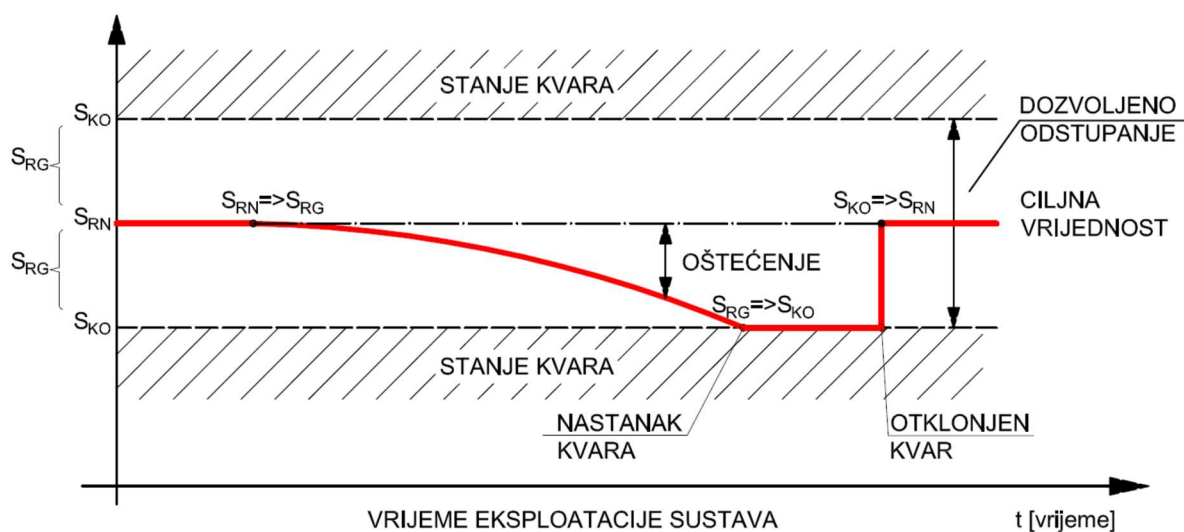 STANJE KVARA
DOZVOLJENO
ODSTUPANJE
S_KO
S_RG
S_RN=>S_RG
S_KO=>S_RN
S_RN
CILJNA
VRIJEDNOST
S_RG
OŠTEĆENJE
S_RG=>S_KO
S_KO
STANJE KVARA
NASTANAK
KVARA
OTKLONJEN
KVAR
VRIJEME EKSPLOATACIJE SUSTAVA
t [vrijeme]